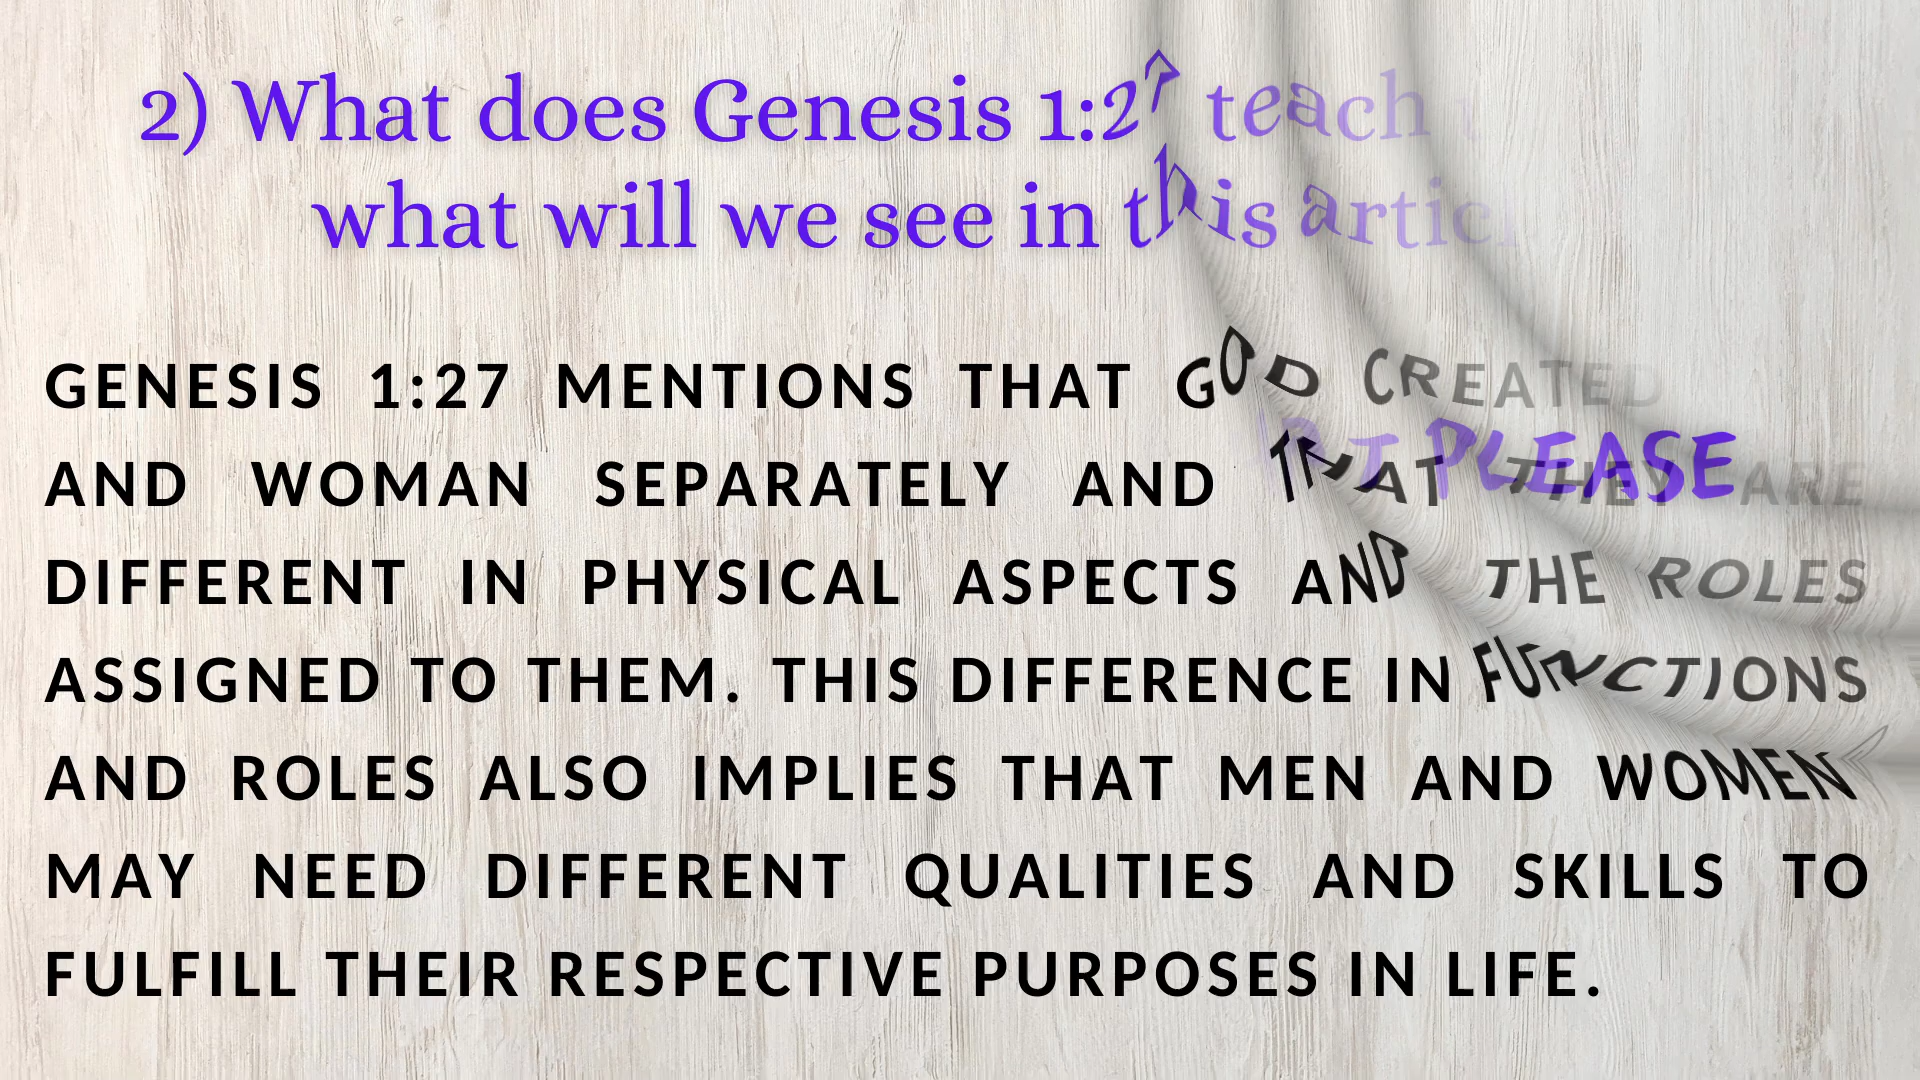 2) What does Genesis 1:27 teach
what will we see in this
GENESIS 1:27 MENTIONS THAT GOD CREATED
PLEASE
AND WOMAN SEPARATELY AND THAT THEY ARE
DIFFERENT IN PHYSICAL ASPECTS AND THE ROLES
ASSIGNED TO THEM. THIS DIFFERENCE IN FUNCTIONS
AND ROLES ALSO IMPLIES THAT MEN AND WOMEN
MAY NEED DIFFERENT QUALITIES AND SKILLS TO
FULFILL THEIR RESPECTIVE PURPOSES IN LIFE.